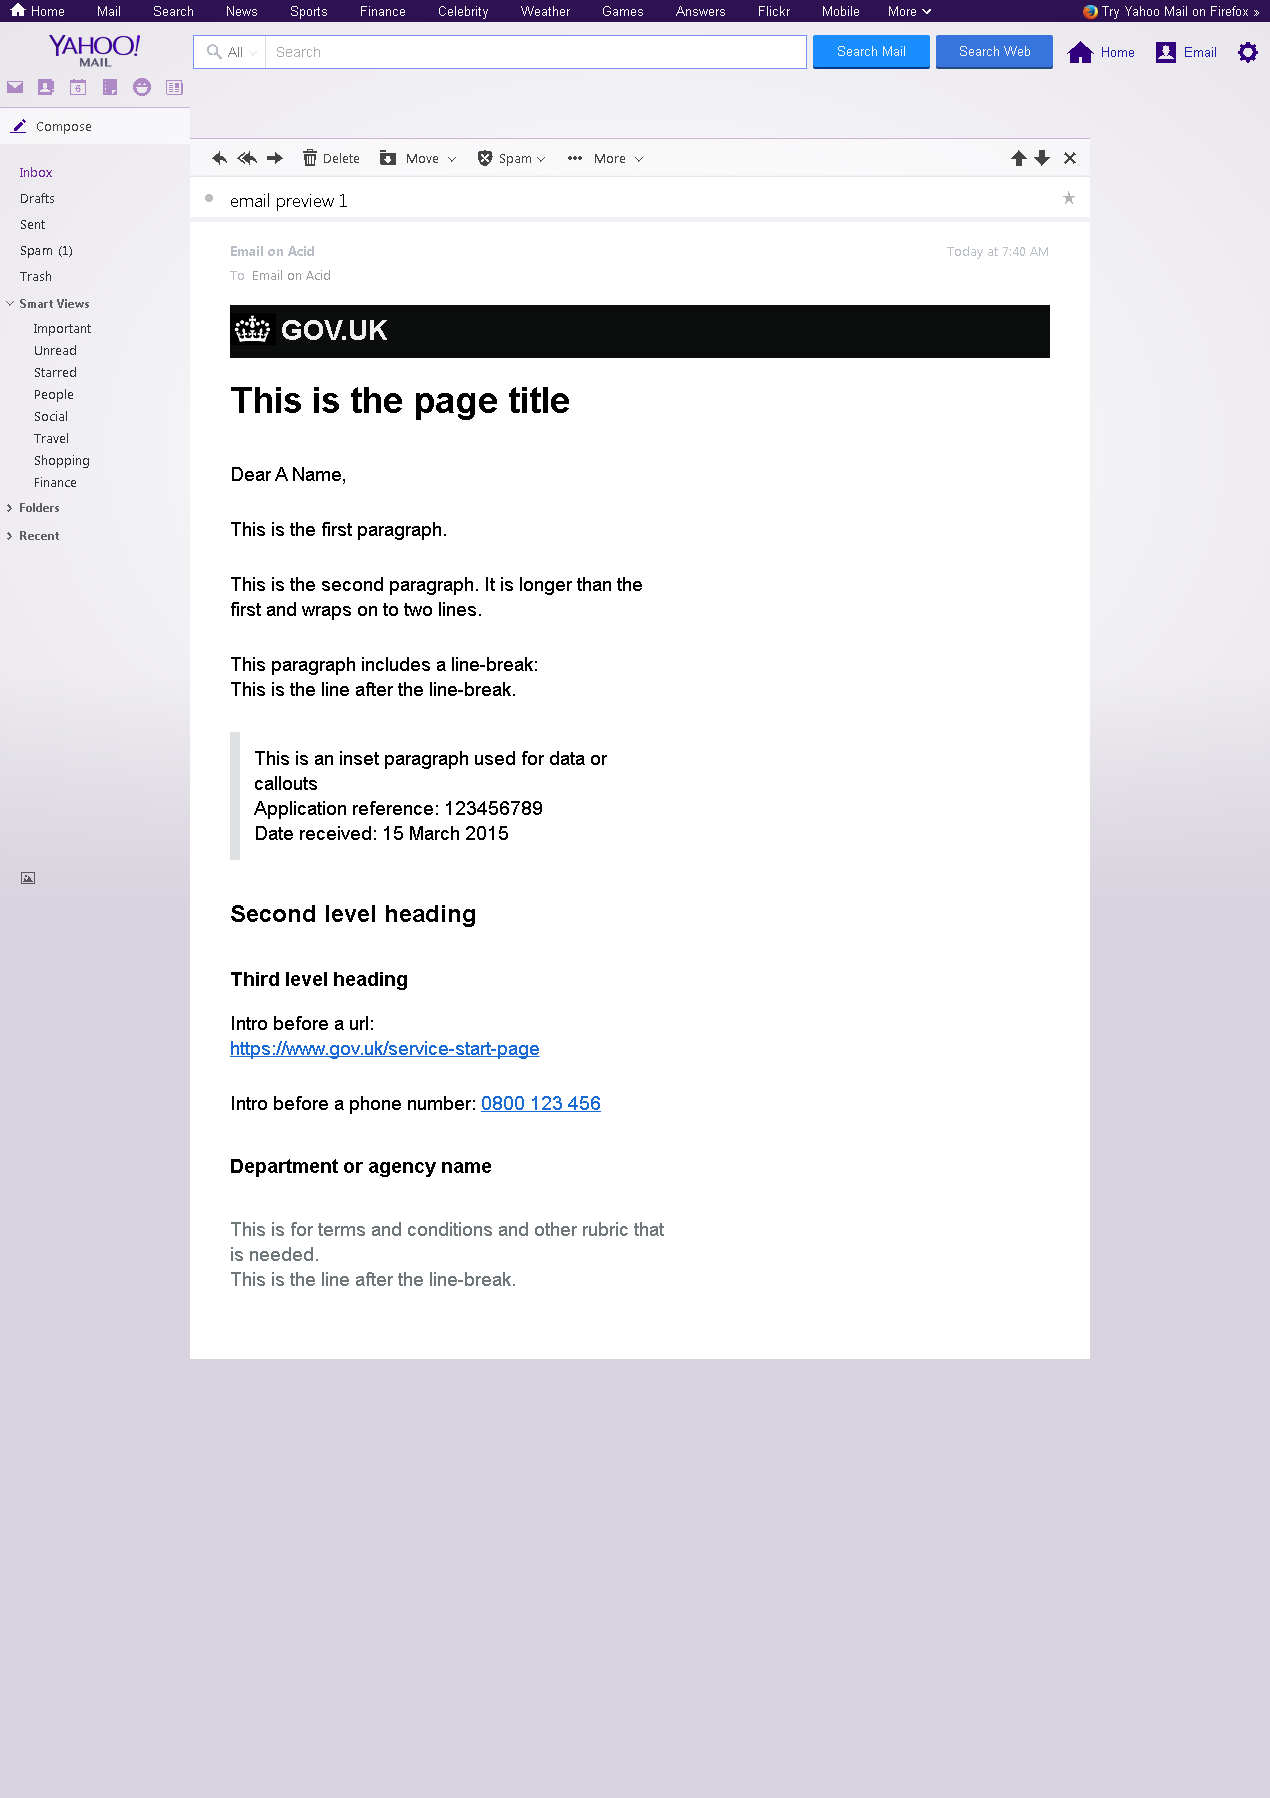 Home Mail Search News Sports Finance Celebrity Weather Games Answers Flickr Mobile More Try Yahoo Mail on Firefox »
YAHOO!
MAIL
All Search Search Mail Search Web Home Email
6
Compose
Inbox
Drafts
Sent
Spam (1)
Trash
Smart Views
Important
Unread
Starred
People
Social
Travel
Shopping
Finance
Folders
Recent
Delete Move Spam More
email preview 1
Email on Acid Today at 7:40 AM
To Email on Acid
GOV.UK
This is the page title
Dear A Name,
This is the first paragraph.
This is the second paragraph. It is longer than the
first and wraps on to two lines.
This paragraph includes a line-break:
This is the line after the line-break.
This is an inset paragraph used for data or
callouts
Application reference: 123456789
Date received: 15 March 2015
Second level heading
Third level heading
Intro before a url:
https://www.gov.uk/service-start-page
Intro before a phone number: 0800 123 456
Department or agency name
This is for terms and conditions and other rubric that
is needed.
This is the line after the line-break.